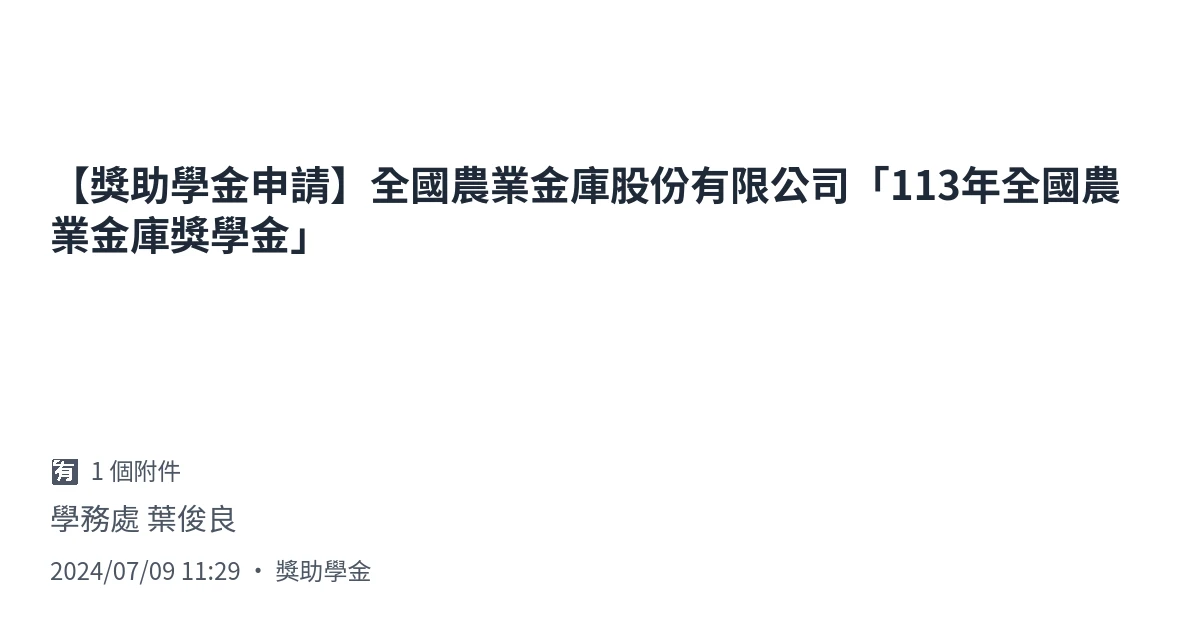 【獎助學金申請】全國農業金庫股份有限公司「113年全國農
業金庫獎學金」
🈶 1 個附件
學務處 葉俊良
2024/07/09 11:29 • 獎助學金